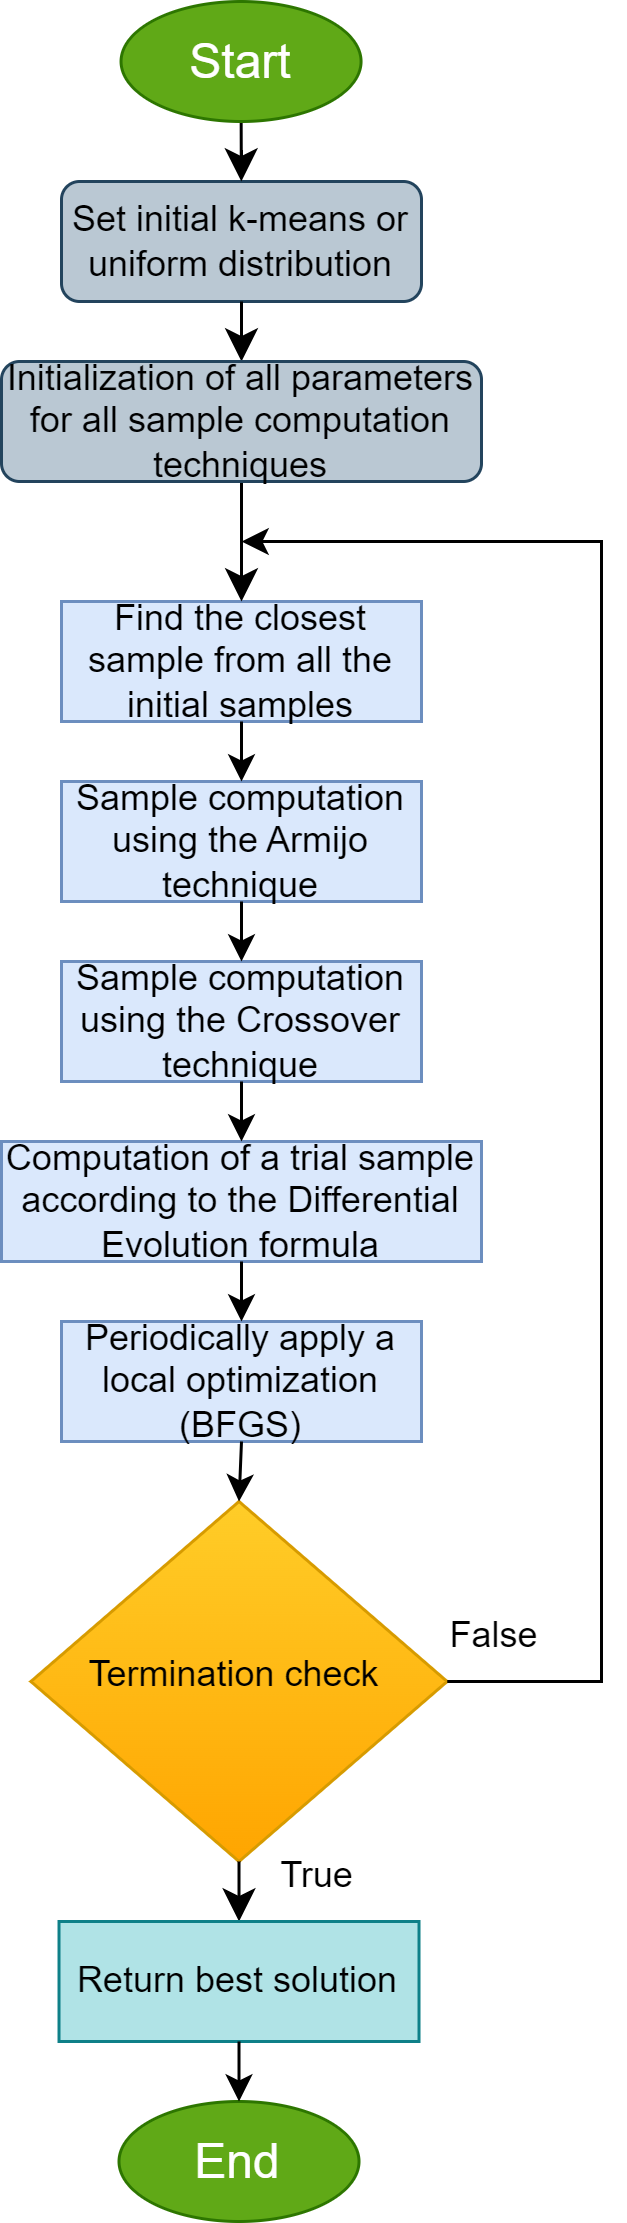 Start
Set initial k-means or
uniform distribution
Initialization of all parameters
for all sample computation
techniques
Find the closest
sample from all the
initial samples
Sample computation
using the Armijo
technique
Sample computation
using the Crossover
technique
Computation of a trial sample
according to the Differential
Evolution formula
Periodically apply a
local optimization
(BFGS)
False
Termination check
True
Return best solution
End